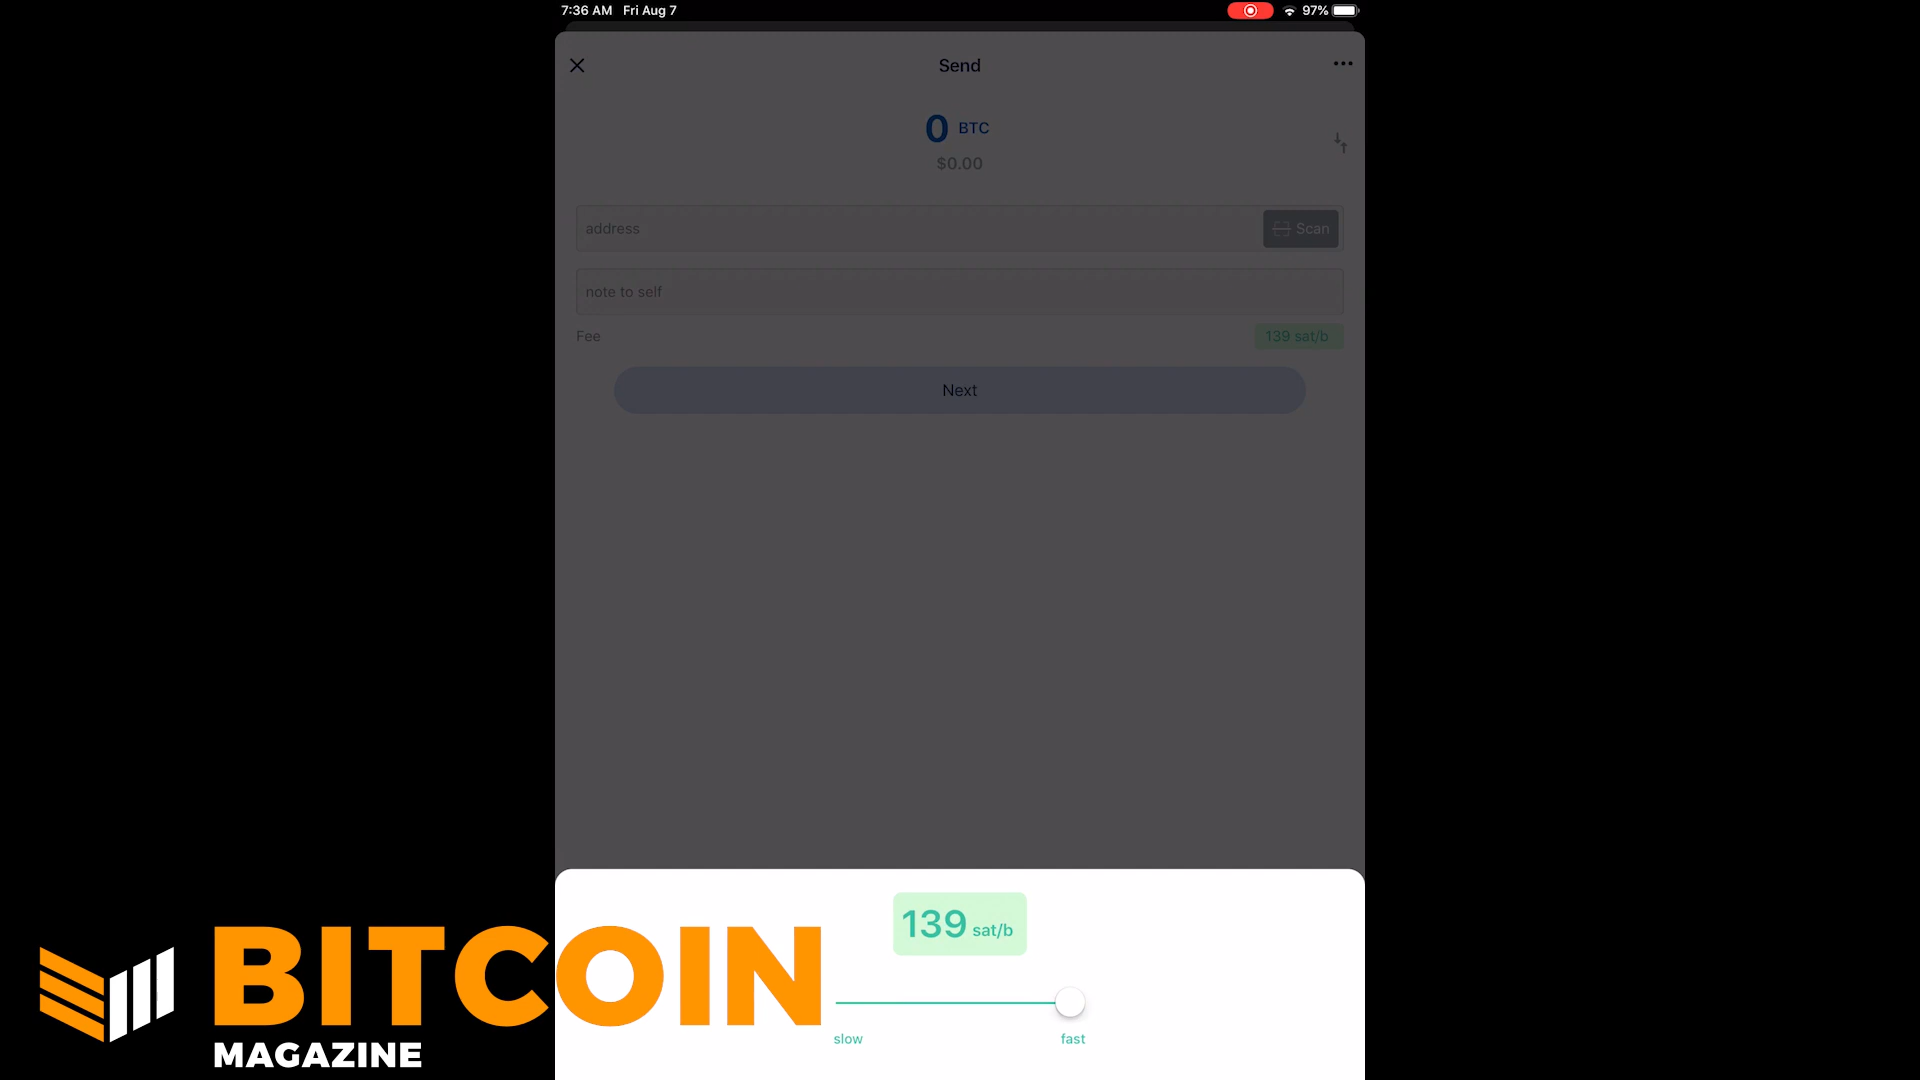 7:36 AM Fri Aug 7
97%
Send
0 BTC
$0.00
address
Scan
note to self
Fee
139 sat/b
Next
139 sat/b
slow
fast
BITCOIN
MAGAZINE